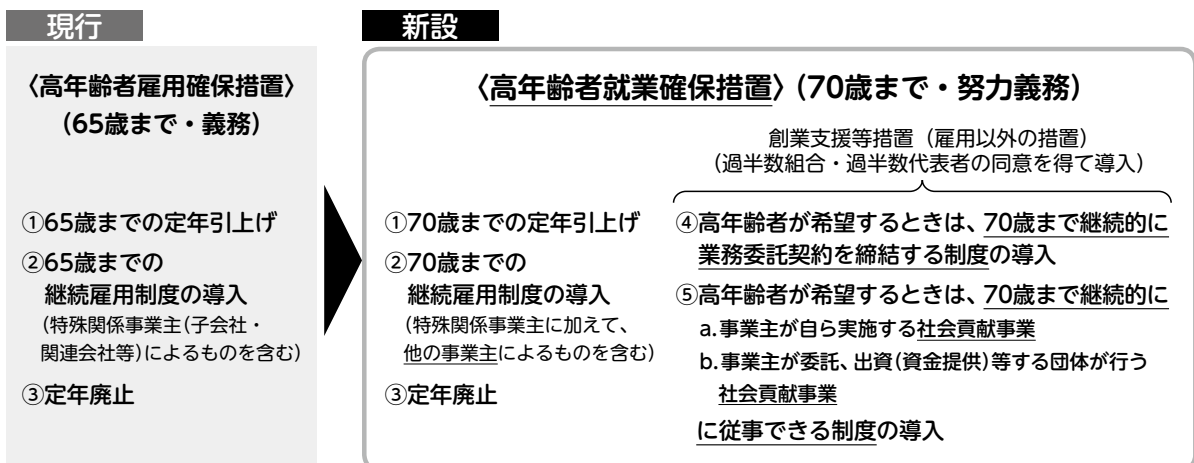 現行
〈高年齢者雇用確保措置〉
(65歳まで・義務)
①65歳までの定年引上げ
②65歳までの
継続雇用制度の導入
(特殊関係事業主(子会社・
関連会社等)によるものを含む)
③定年廃止
新設
〈高年齢者就業確保措置〉(70歳まで・努力義務)
創業支援等措置(雇用以外の措置)
(過半数組合・過半数代表者の同意を得て導入)
①70歳までの定年引上げ
②70歳までの
継続雇用制度の導入
(特殊関係事業主に加えて、
他の事業主によるものを含む)
③定年廃止
④高年齢者が希望するときは、70歳まで継続的に
業務委託契約を締結する制度の導入
⑤高年齢者が希望するときは、70歳まで継続的に
a.事業主が自ら実施する社会貢献事業
b.事業主が委託、出資(資金提供)等する団体が行う
社会貢献事業
に従事できる制度の導入